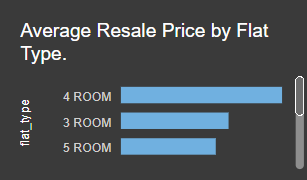 Average Resale Price by Flat
Type.
flat_type
4 ROOM
3 ROOM
5 ROOM